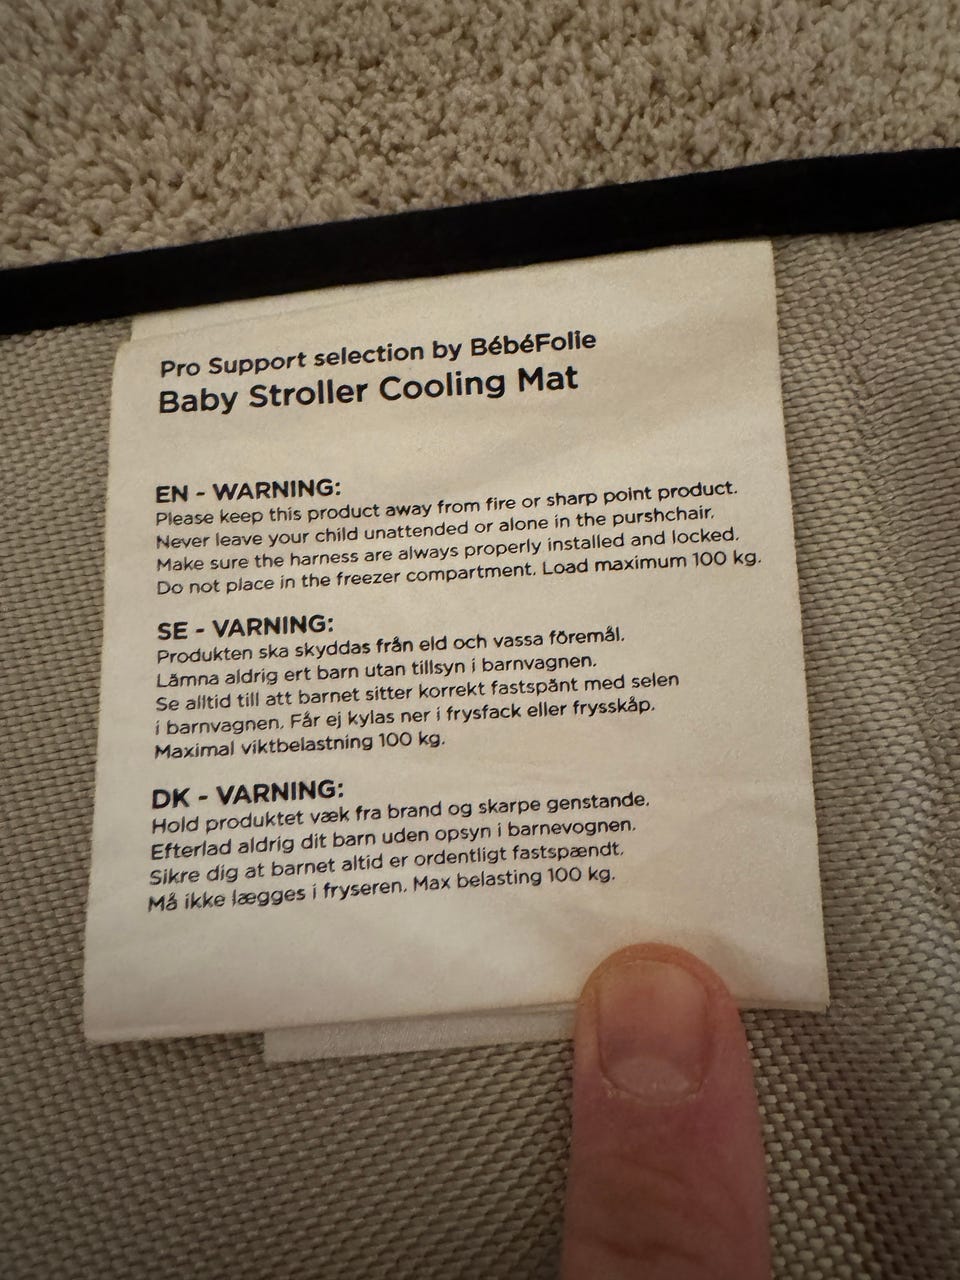 Pro Support selection by BébéFolie
Baby Stroller Cooling Mat
EN - WARNING:
Please keep this product away from fire or sharp point product.
Never leave your child unattended or alone in the purshchair.
Make sure the harness are always properly installed and locked.
Do not place in the freezer compartment. Load maximum 100 kg.
SE - VARNING:
Produkten ska skyddas från eld och vassa föremål.
Lämna aldrig ert barn utan tillsyn i barnvagnen.
Se alltid till att barnet sitter korrekt fastspänt med selen
i barnvagnen. Får ej kylas ner i frysfack eller frysskåp.
Maximal viktbelastning 100 kg.
DK - VARNING:
Hold produktet væk fra brand og skarpe genstande.
Efterlad aldrig dit barn uden opsyn i barnevognen.
Sikre dig at barnet altid er ordentligt fastspændt.
Må ikke lægges i fryseren. Max belasting 100 kg.